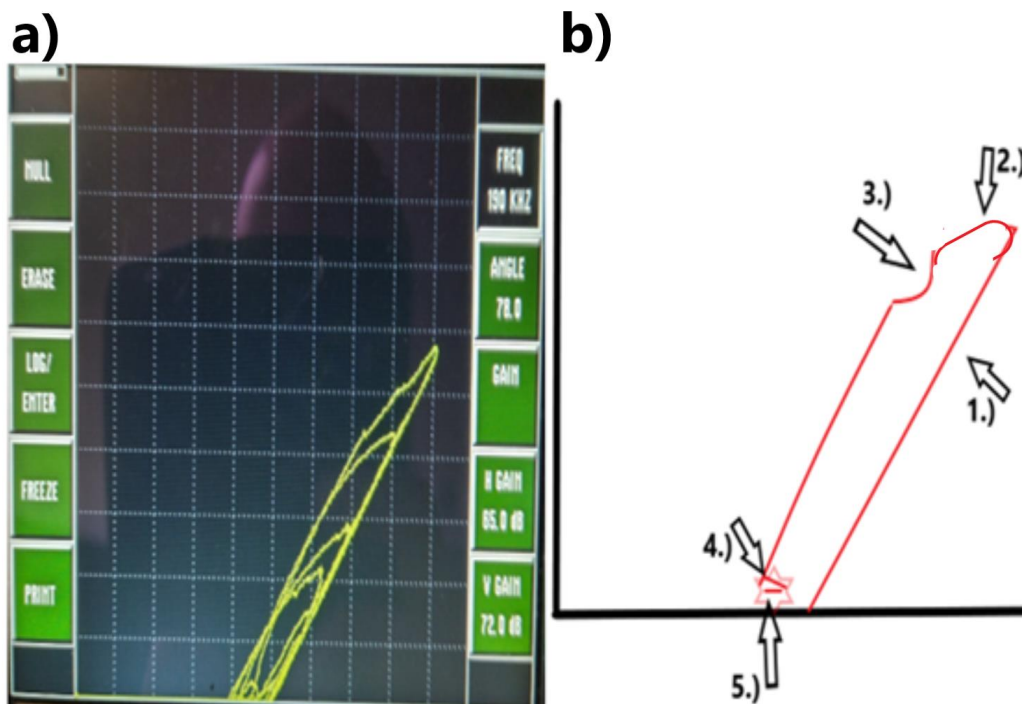 a)
b)
NULL
ERASE
LOG/
ENTER
FREEZE
PRINT
FREQ
190 KHZ
ANGLE
78.0
GAIN
H GAIN
65.0 dB
V GAIN
72.0 dB
3.)
2.)
1.)
4.)
5.)